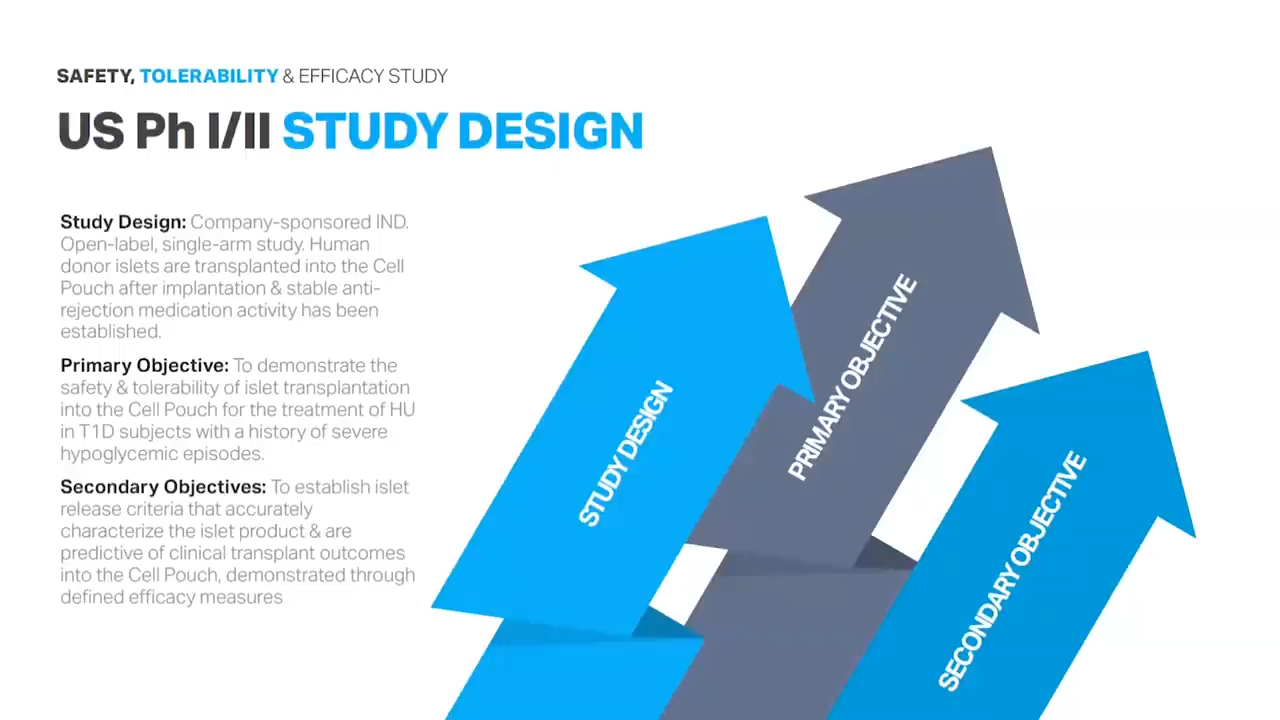 SAFETY, TOLERABILITY & EFFICACY STUDY
US Ph I/II STUDY DESIGN
Study Design: Company-sponsored IND.
Open-label, single-arm study. Human
donor islets are transplanted into the Cell
Pouch after implantation & stable anti-
rejection medication activity has been
established.
Primary Objective: To demonstrate the
safety & tolerability of islet transplantation
into the Cell Pouch for the treatment of HU
in T1D subjects with a history of severe
hypoglycemic episodes.
Secondary Objectives: To establish islet
release criteria that accurately
characterize the islet product & are
predictive of clinical transplant outcomes
into the Cell Pouch, demonstrated through
defined efficacy measures
STUDY DESIGN
PRIMARY OBJECTIVE
SECONDARY OBJECTIVE